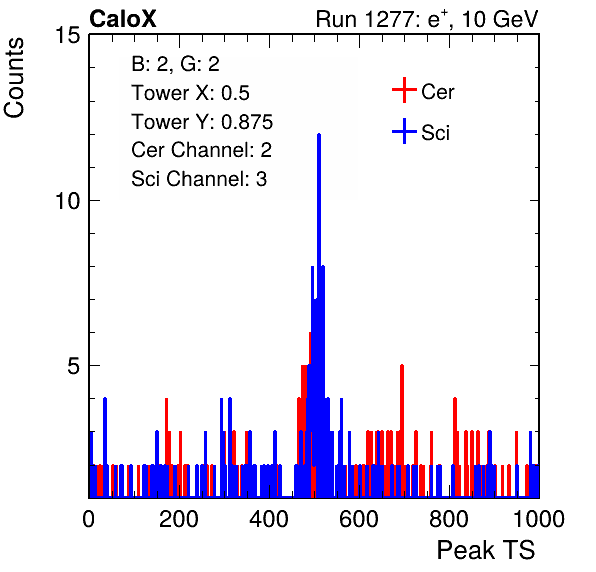 CaloX Run 1277: e⁺, 10 GeV
Counts
15
10
5
B: 2, G: 2
Tower X: 0.5
Tower Y: 0.875
Cer Channel: 2
Sci Channel: 3
Cer
Sci
0 200 400 600 800 1000
Peak TS